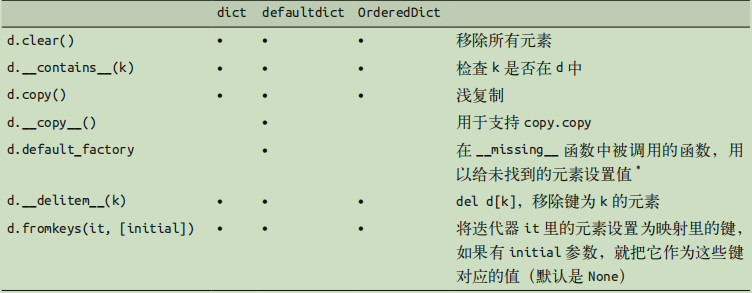 dict defaultdict OrderedDict
d.clear() • • • 移除所有元素
d.__contains__(k) • • • 检查 k 是否在 d 中
d.copy() • • • 浅复制
d.__copy__() • 用于支持 copy.copy
d.default_factory • 在 __missing__ 函数中被调用的函数，用
以给未找到的元素设置值*
d.__delitem__(k) • • • del d[k]，移除键为 k 的元素
d.fromkeys(it, [initial]) • • • 将迭代器 it 里的元素设置为映射里的键，
如果有 initial 参数，就把它作为这些键
对应的值（默认是 None）